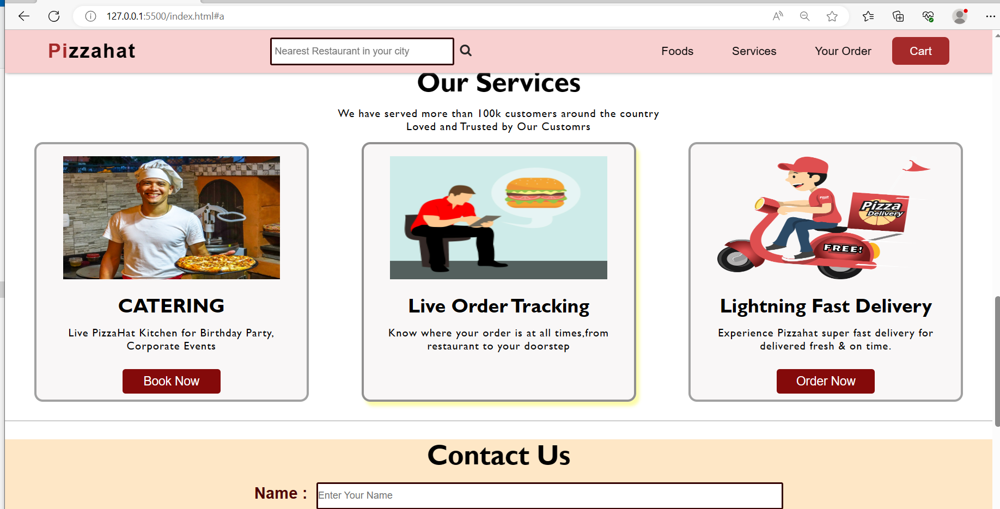 127.0.0.1:5500/index.html#a
Pizzahat
Nearest Restaurant in your city
Foods
Services
Your Order
Cart
Our Services
We have served more than 100k customers around the country
Loved and Trusted by Our Customrs
Pizza
Delivery
FREE!
CATERING
Live Order Tracking
Lightning Fast Delivery
Live PizzaHat Kitchen for Birthday Party,
Corporate Events
Know where your order is at all times,from
restaurant to your doorstep
Experience Pizzahat super fast delivery for
delivered fresh & on time.
Book Now
Order Now
Contact Us
Name :
Enter Your Name